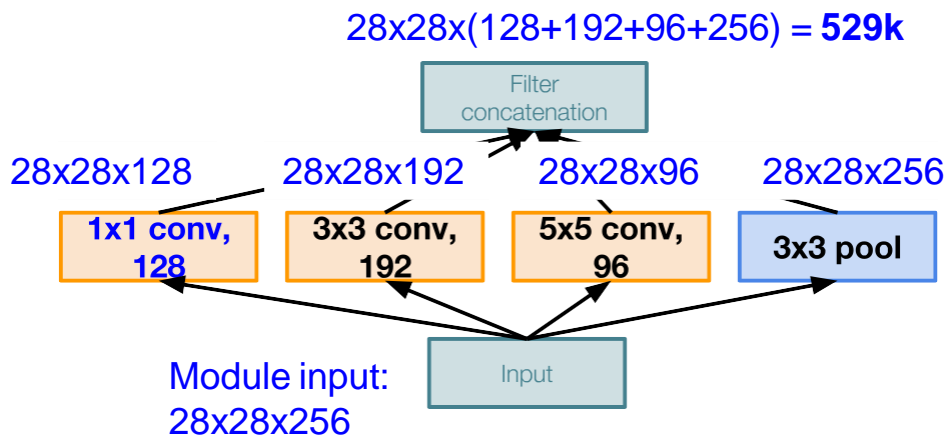 28x28x(128+192+96+256) = 529k
Filter
concatenation
28x28x128
28x28x192
28x28x96
28x28x256
1x1 conv,
128
3x3 conv,
192
5x5 conv,
96
3x3 pool
Input
Module input:
28x28x256